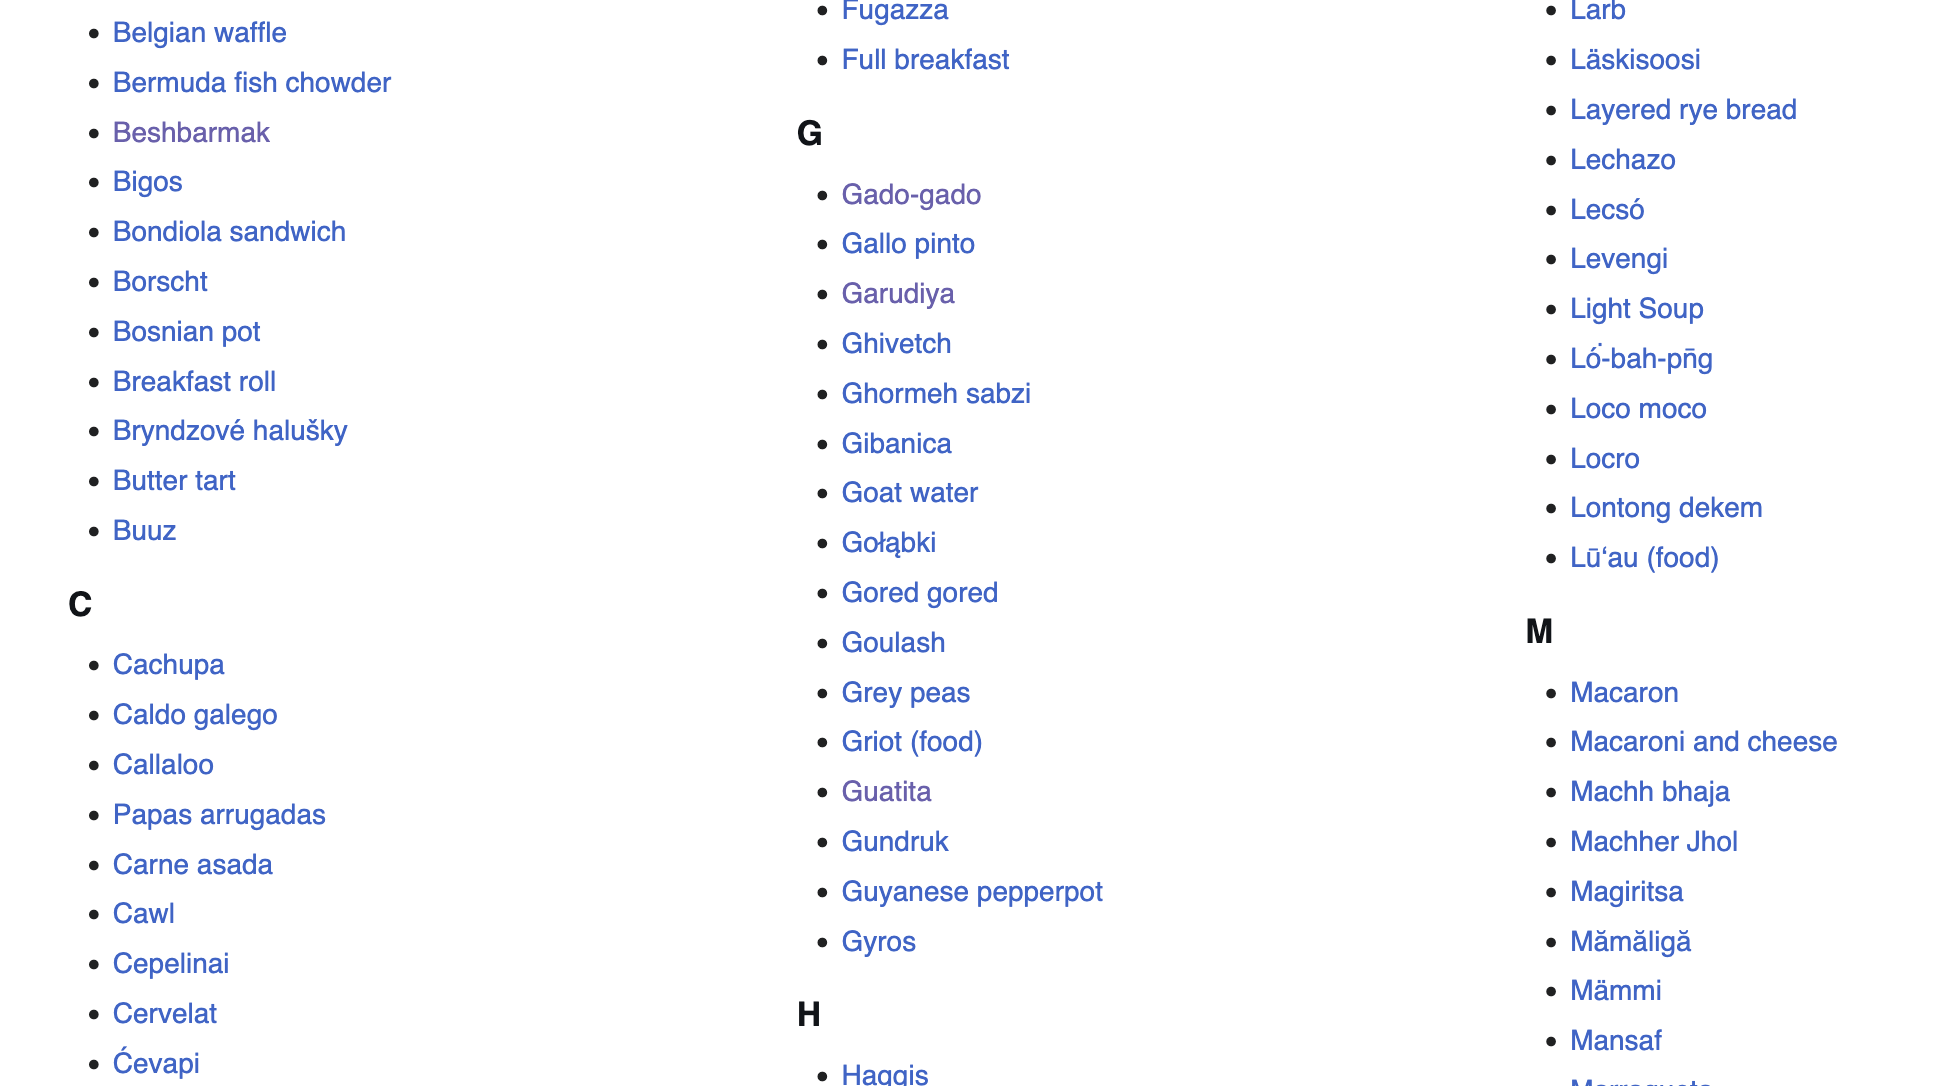 Belgian waffle
Bermuda fish chowder
Beshbarmak
Bigos
Bondiola sandwich
Borscht
Bosnian pot
Breakfast roll
Bryndzové halušky
Butter tart
Buuz
C
Cachupa
Caldo galego
Callaloo
Papas arrugadas
Carne asada
Cawl
Cepelinai
Cervelat
Ćevapi
Fugazza
Full breakfast
G
Gado-gado
Gallo pinto
Garudiya
Ghivetch
Ghormeh sabzi
Gibanica
Goat water
Gołąbki
Gored gored
Goulash
Grey peas
Griot (food)
Guatita
Gundruk
Guyanese pepperpot
Gyros
H
Haggis
Larb
Läskisoosi
Layered rye bread
Lechazo
Lecsó
Levengi
Light Soup
Ló͘-bah-pn̄g
Loco moco
Locro
Lontong dekem
Lūʻau (food)
M
Macaron
Macaroni and cheese
Machh bhaja
Machher Jhol
Magiritsa
Mămăligă
Mämmi
Mansaf